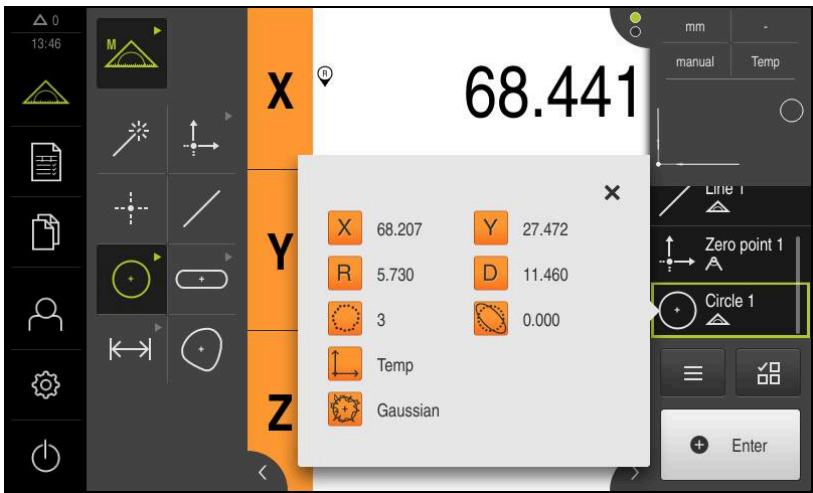 0
13:46
M
X
R
68.441
mm
-
manual
Temp
Y
Z
X
68.207
Y
27.472
R
5.730
D
11.460
3
0.000
Temp
Gaussian
Line 1
Zero point 1
Circle 1
Enter